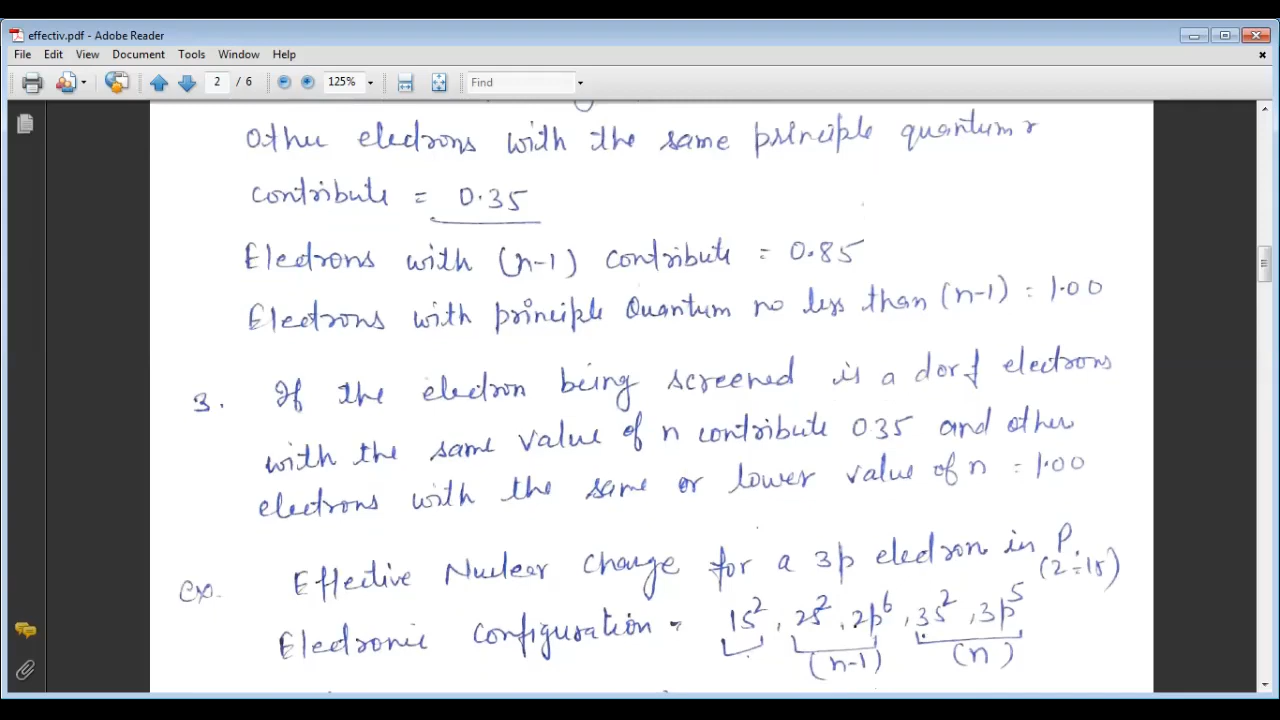 effectiv.pdf - Adobe Reader
File Edit View Document Tools Window Help
2 / 6 125% Find
Other electrons with the same principle quantum
contribute = 0.35
Electrons with (n-1) contribute = 0.85
Electrons with principle Quantum no less than (n-1) = 1.00
3. If the electron being screened is a d or f electrons
with the same value of n contribute 0.35 and other
electrons with the same or lower value of n = 1.00
Ex. Effective Nuclear Charge for a 3p electron in P.
(Z=15)
Electronic configuration = 1s², 2s², 2p⁶, 3s², 3p⁵
(n-1) (n)